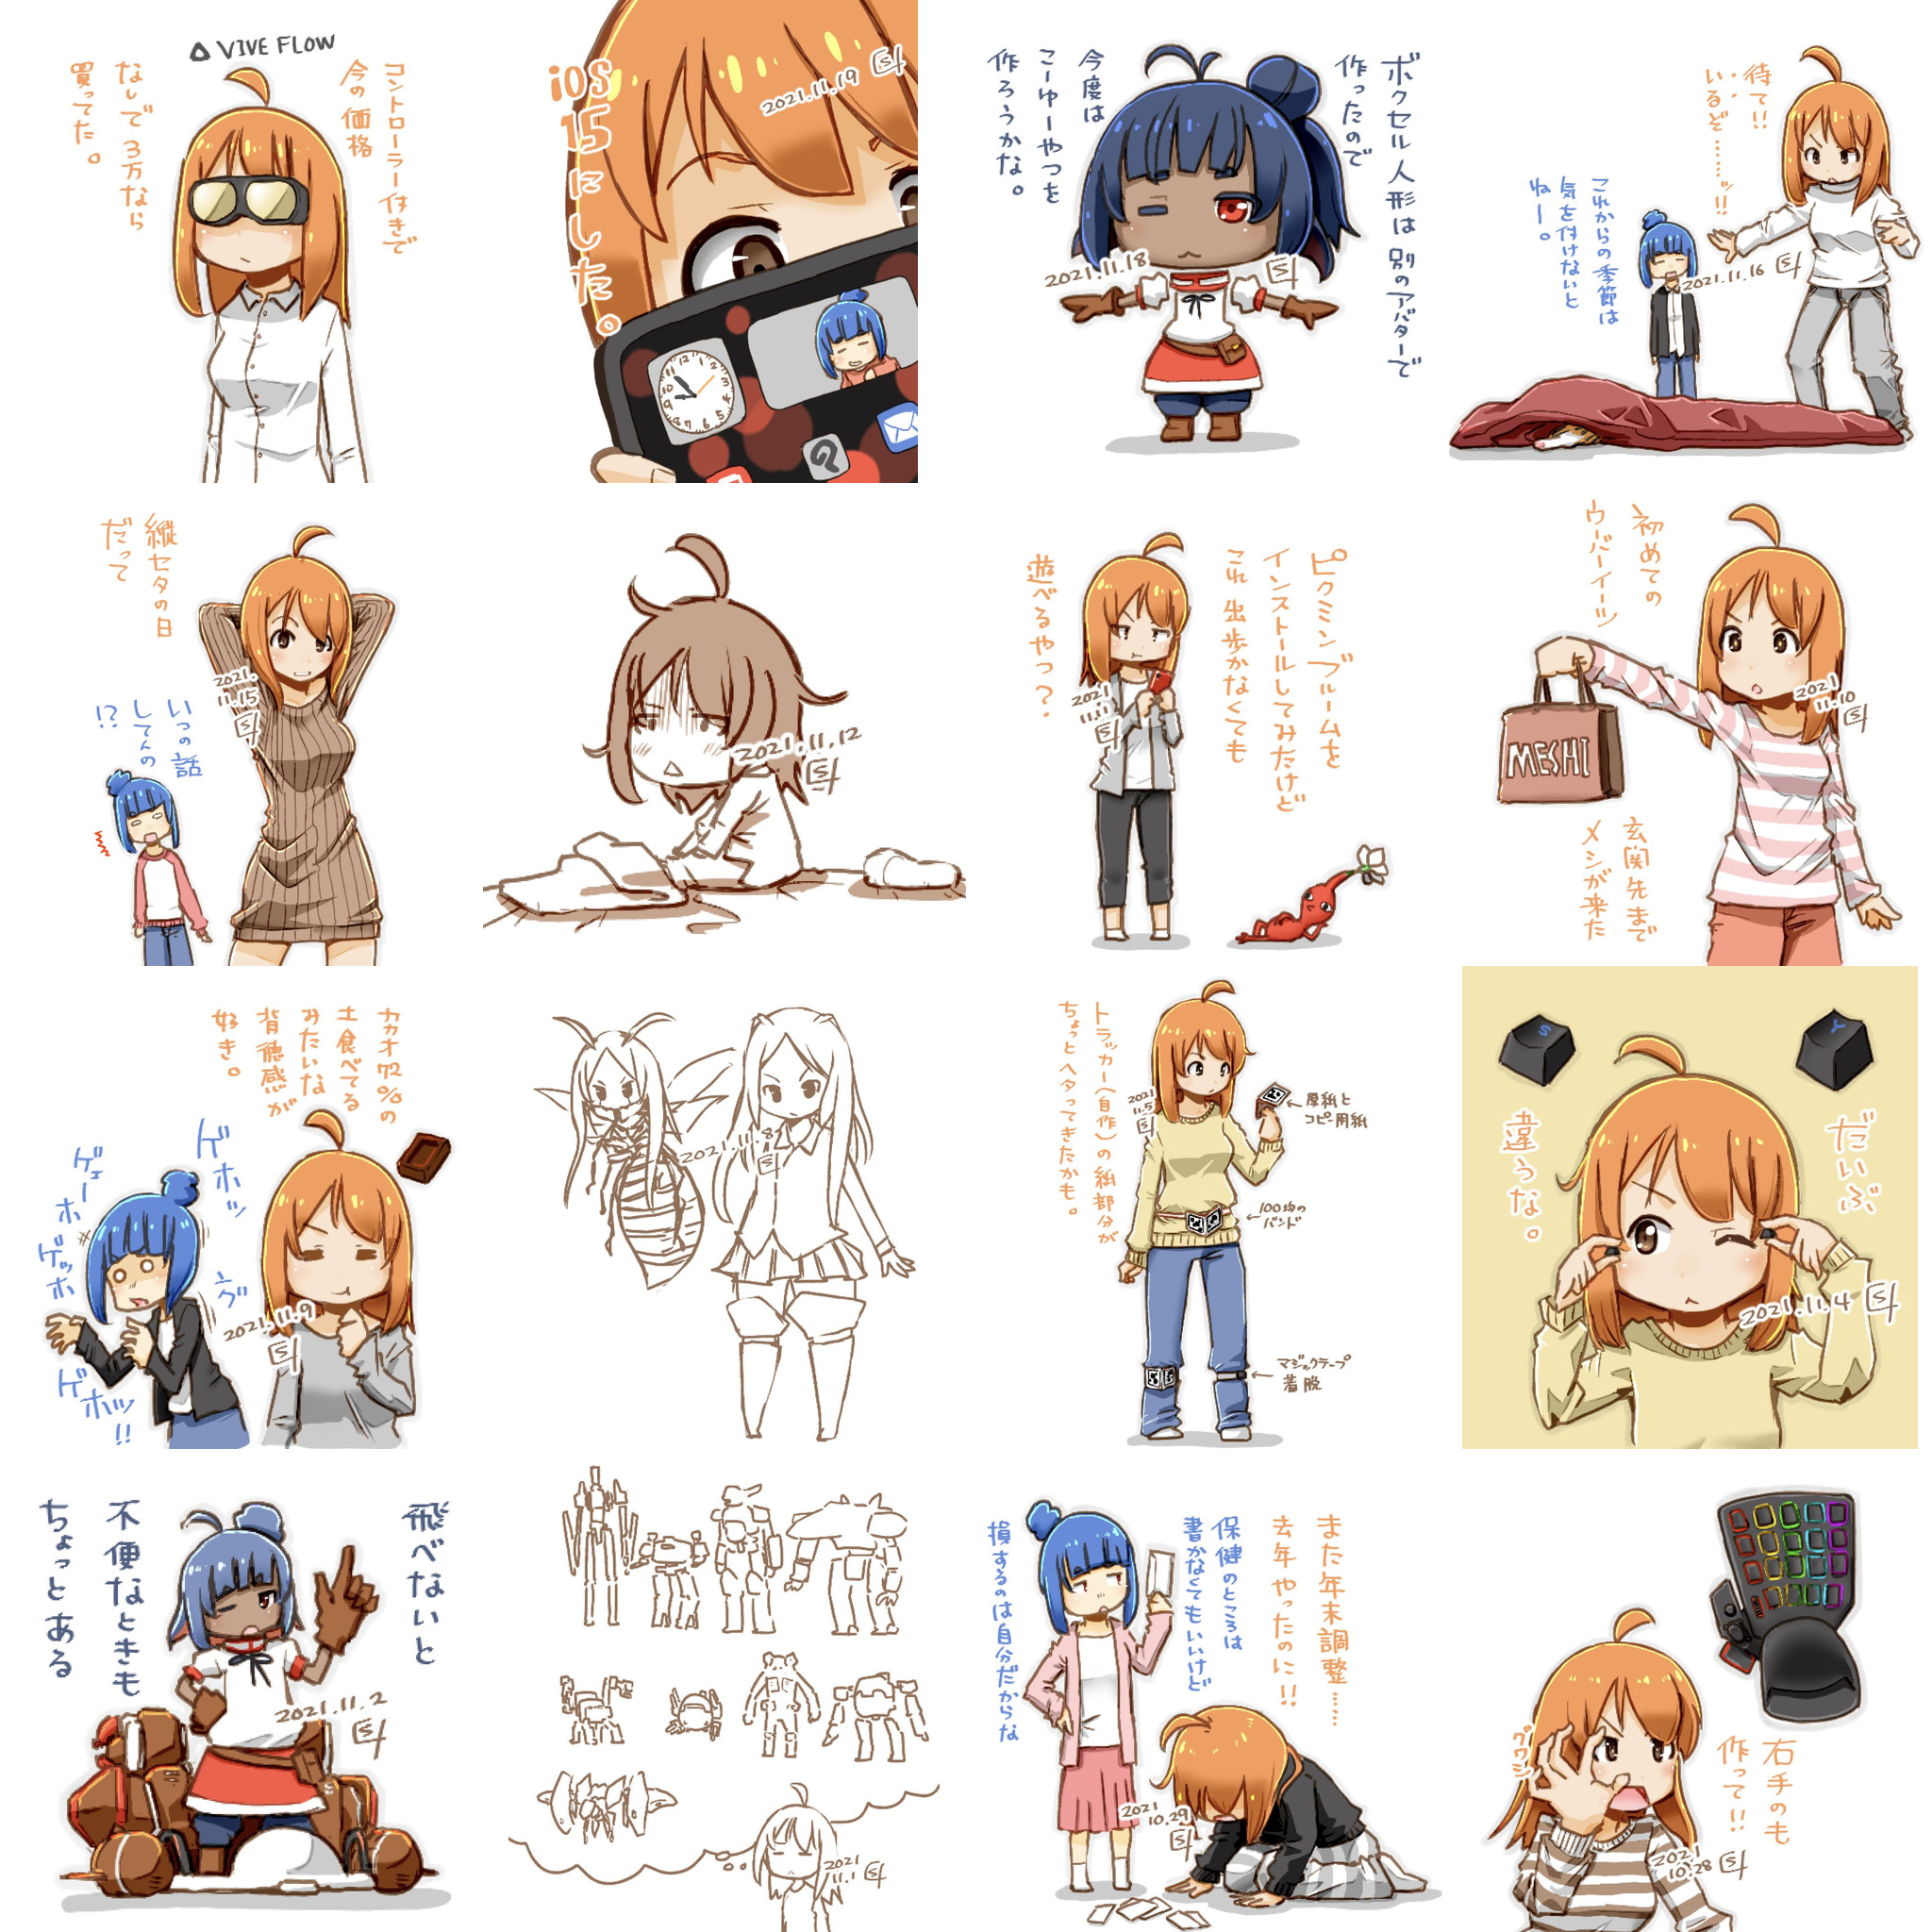 VIVE FLOW
コントローラー付きで
今の価格
なしで3万なら
買ってた。
iOS
15にした。
2021.11.19
ボクセル人形は別のアバターで
作ったので
今度は
こーゆーやつを
作ろうかな。
2021.11.18
待て!!
いるぞ……ッ!!
これからの季節は
気を付けないと
ねー。
2021.11.16
縦セタの日
だって
2021.
11.15
いつの話
してんの
!?
2021.11.12
ピクミンブルームを
インストールしてみたけど
これ出歩かなくても
遊べるやつ？
2021
11.11
初めての
ウーバーイーツ
MESHI
2021
11.10
玄関先まで
メシが来た
カカオ72%の
土食べてる
みたいな
背徳感が
好き。
ゲホッ
ゲェーホ
ゲッホ
ヴ
ゲホホッ!!
2021.11.9
2021.11.8
トラッカー(自作)の紙部分が
ちょっとヘタってきたかも。
2021
11.5
厚紙と
コピー用紙
100均の
バンド
マジックテープ
着脱
S
Y
だいぶ
違うな。
2021.11.4
飛べないと
不便なときも
ちょっとある
2021.11.2
2021
11.1
また年末調整……
去年やったのに!!
保健のところは
書かなくてもいいけど
損するのは自分だからな
2021
10.29
グワシ
右手のも
作って!!
2021
10.28